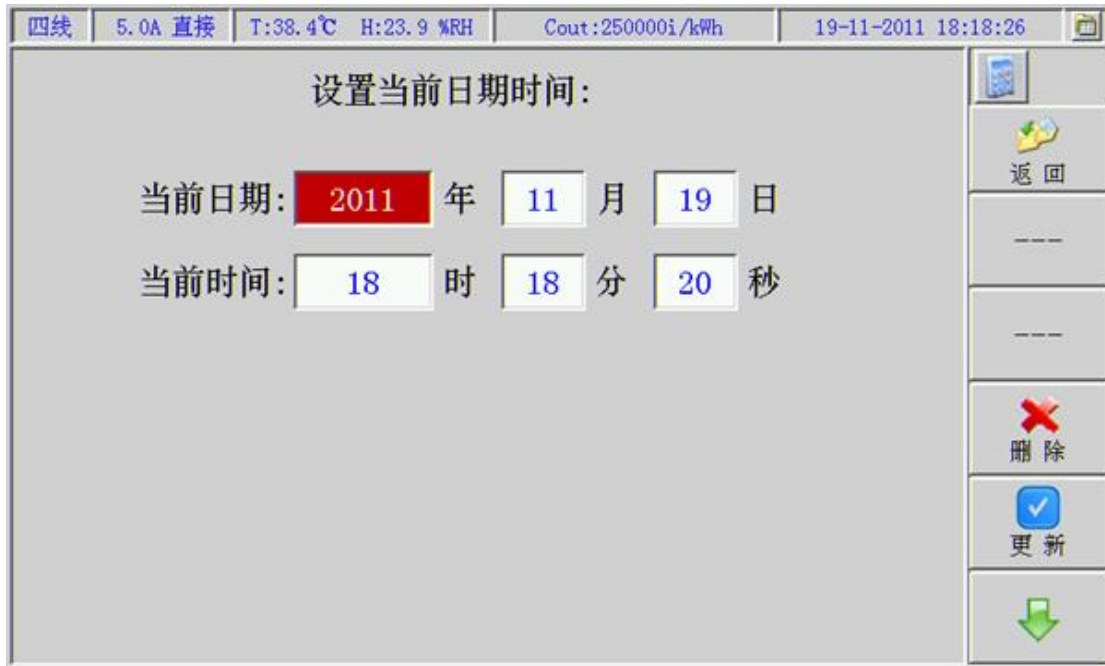 四线 5.0A 直接 T:38.4℃ H:23.9 %RH Cout:250000i/kWh 19-11-2011 18:18:26
设置当前日期时间:
当前日期: 2011 年 11 月 19 日
当前时间: 18 时 18 分 20 秒
返 回
---
---
删 除
更 新